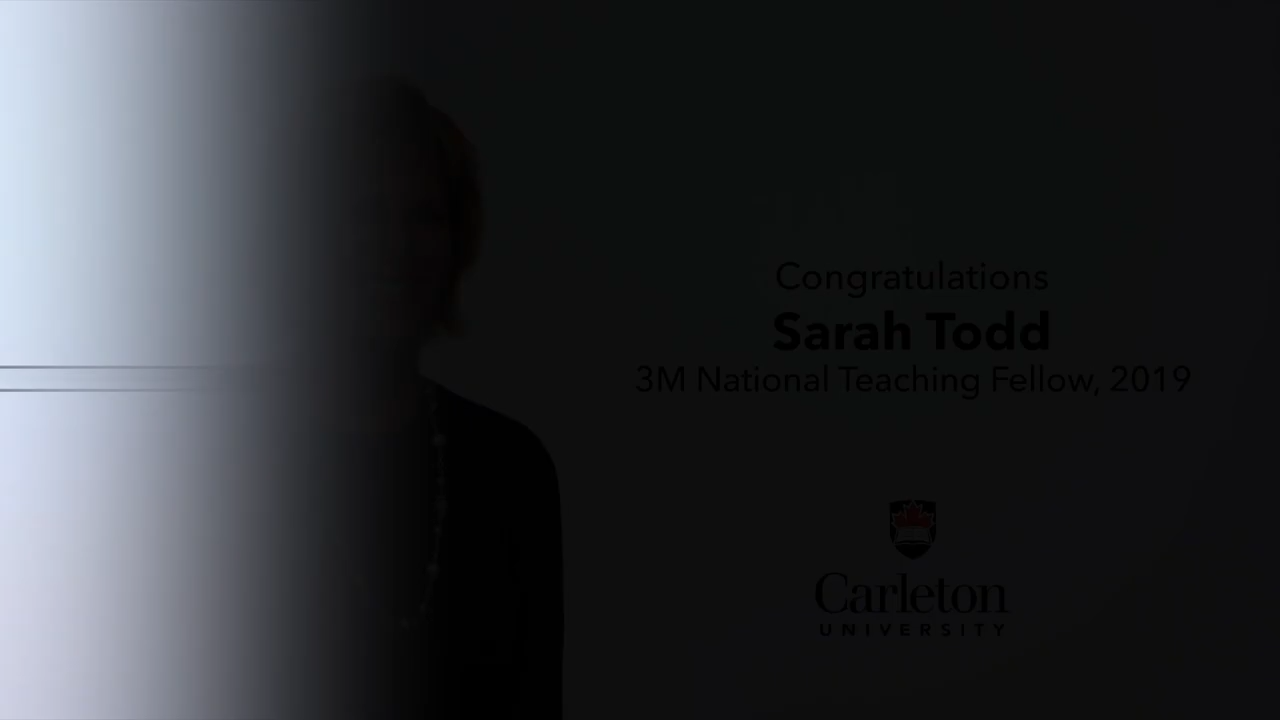 Congratulations
Sarah Todd
3M National Teaching Fellow, 2019
Carleton
UNIVERSITY